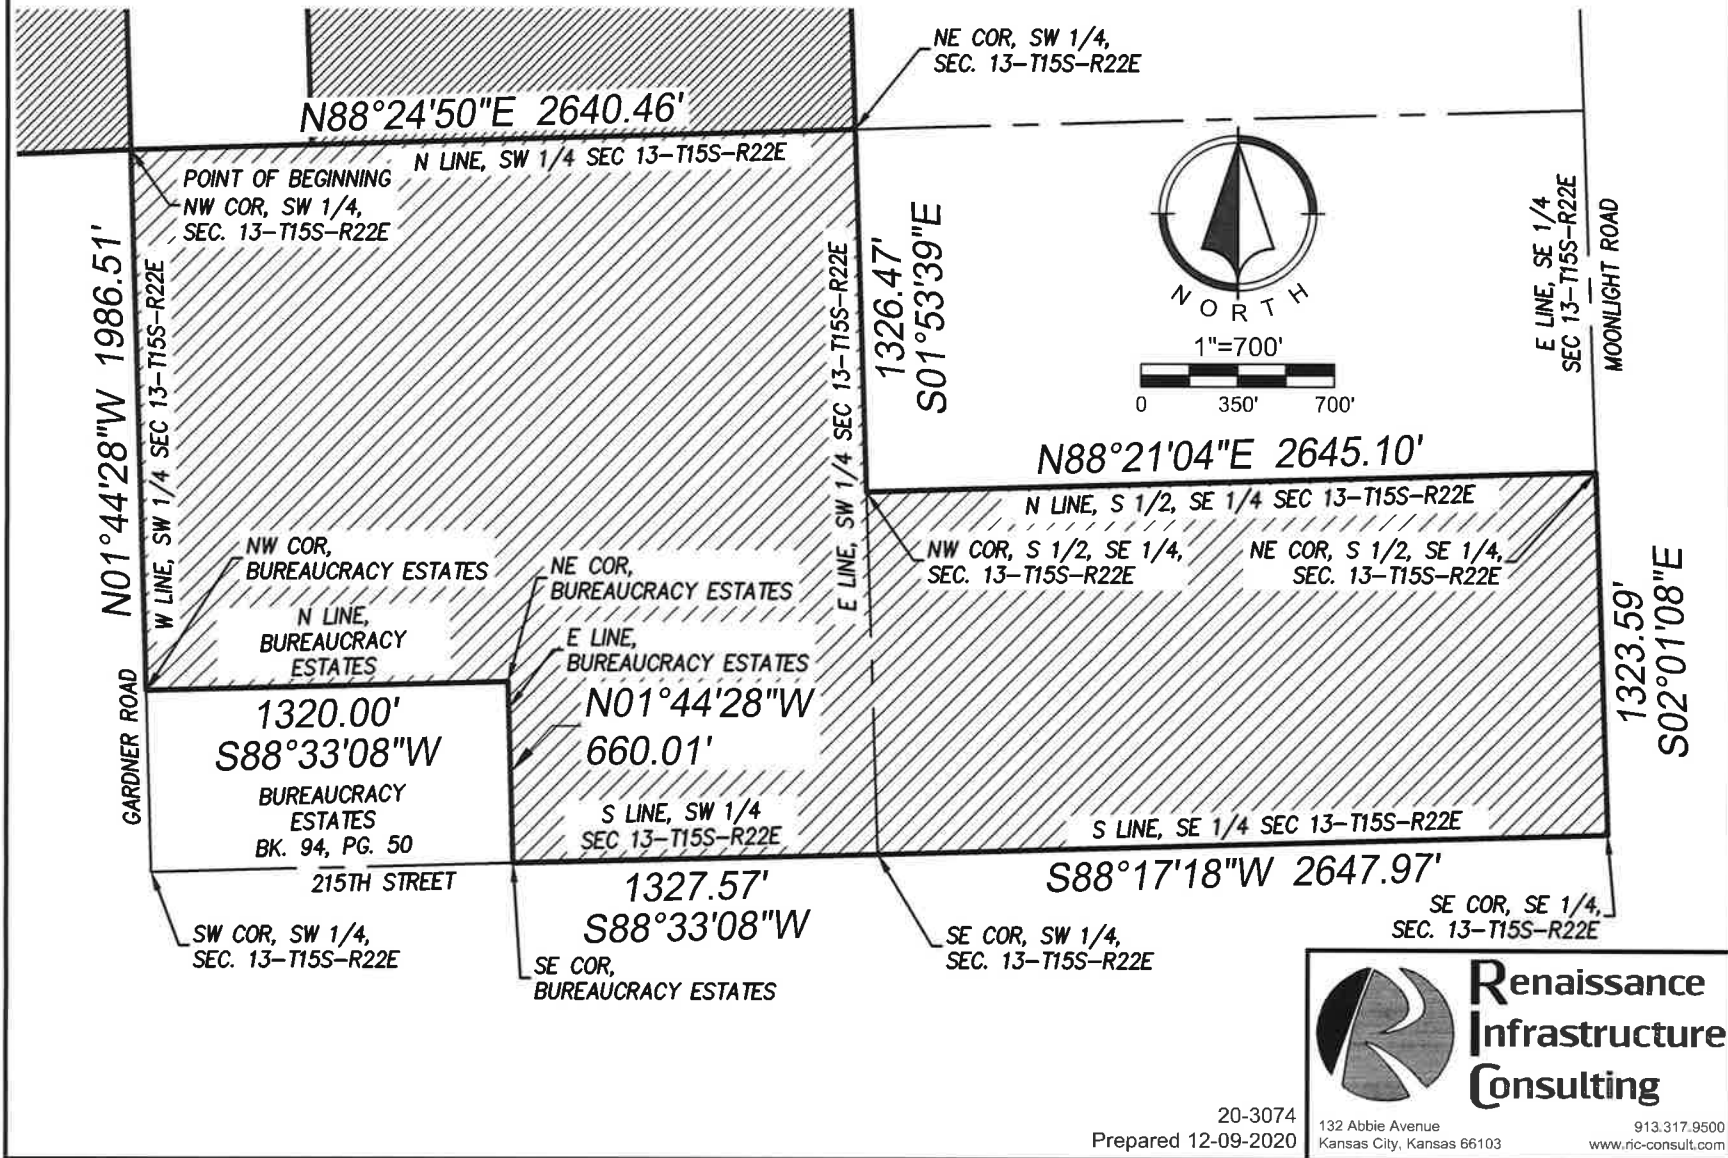 NE COR, SW 1/4,
SEC. 13-T15S-R22E
N88°24'50"E 2640.46'
N LINE, SW 1/4 SEC 13-T15S-R22E
POINT OF BEGINNING
NW COR, SW 1/4,
SEC. 13-T15S-R22E
N01°44'28"W 1986.51'
W LINE, SW 1/4 SEC 13-T15S-R22E
E LINE, SW 1/4 SEC 13-T15S-R22E
1326.47'
S01°53'39"E
NORTH
1"=700'
0 350' 700'
E LINE, SE 1/4
SEC 13-T15S-R22E
MOONLIGHT ROAD
N88°21'04"E 2645.10'
N LINE, S 1/2, SE 1/4 SEC 13-T15S-R22E
NW COR, S 1/2, SE 1/4,
SEC. 13-T15S-R22E
NE COR, S 1/2, SE 1/4,
SEC. 13-T15S-R22E
1323.59'
S02°01'08"E
NW COR,
BUREAUCRACY ESTATES
NE COR,
BUREAUCRACY ESTATES
N LINE,
BUREAUCRACY
ESTATES
E LINE,
BUREAUCRACY ESTATES
N01°44'28"W
660.01'
GARDNER ROAD
1320.00'
S88°33'08"W
BUREAUCRACY
ESTATES
BK. 94, PG. 50
S LINE, SW 1/4
SEC 13-T15S-R22E
S LINE, SE 1/4 SEC 13-T15S-R22E
215TH STREET
1327.57'
S88°33'08"W
S88°17'18"W 2647.97'
SW COR, SW 1/4,
SEC. 13-T15S-R22E
SE COR,
BUREAUCRACY ESTATES
SE COR, SW 1/4,
SEC. 13-T15S-R22E
SE COR, SE 1/4,
SEC. 13-T15S-R22E
Renaissance
Infrastructure
Consulting
20-3074
Prepared 12-09-2020
132 Abbie Avenue
Kansas City, Kansas 66103
913.317.9500
www.ric-consult.com